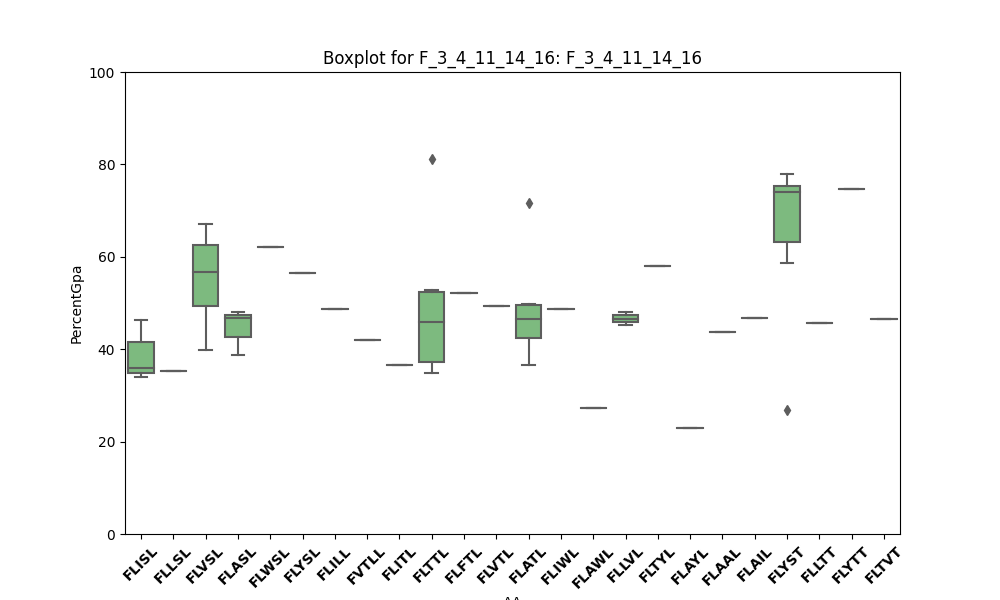 Boxplot for F_3_4_11_14_16: F_3_4_11_14_16
100
80
60
40
20
0
PercentGpa
FLISL FLLSL FLVSL FLASL FLWSL FLYSL FLILL FVTLL FLITL FLTTL FLFTL FLVTL FLATL FLIWL FLAWL FLLVL FLTYL FLAYL FLAAL FLAIL FLYST FLLTT FLYTT FLTVT